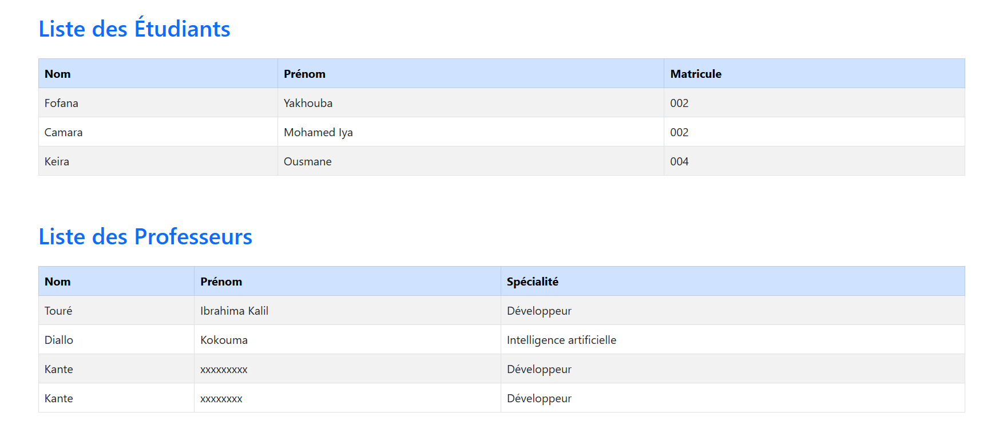 Liste des Étudiants
Nom Prénom Matricule
Fofana Yakhouba 002
Camara Mohamed Iya 002
Keira Ousmane 004
Liste des Professeurs
Nom Prénom Spécialité
Touré Ibrahima Kalil Développeur
Diallo Kokouma Intelligence artificielle
Kante xxxxxxxxx Développeur
Kante xxxxxxxx Développeur